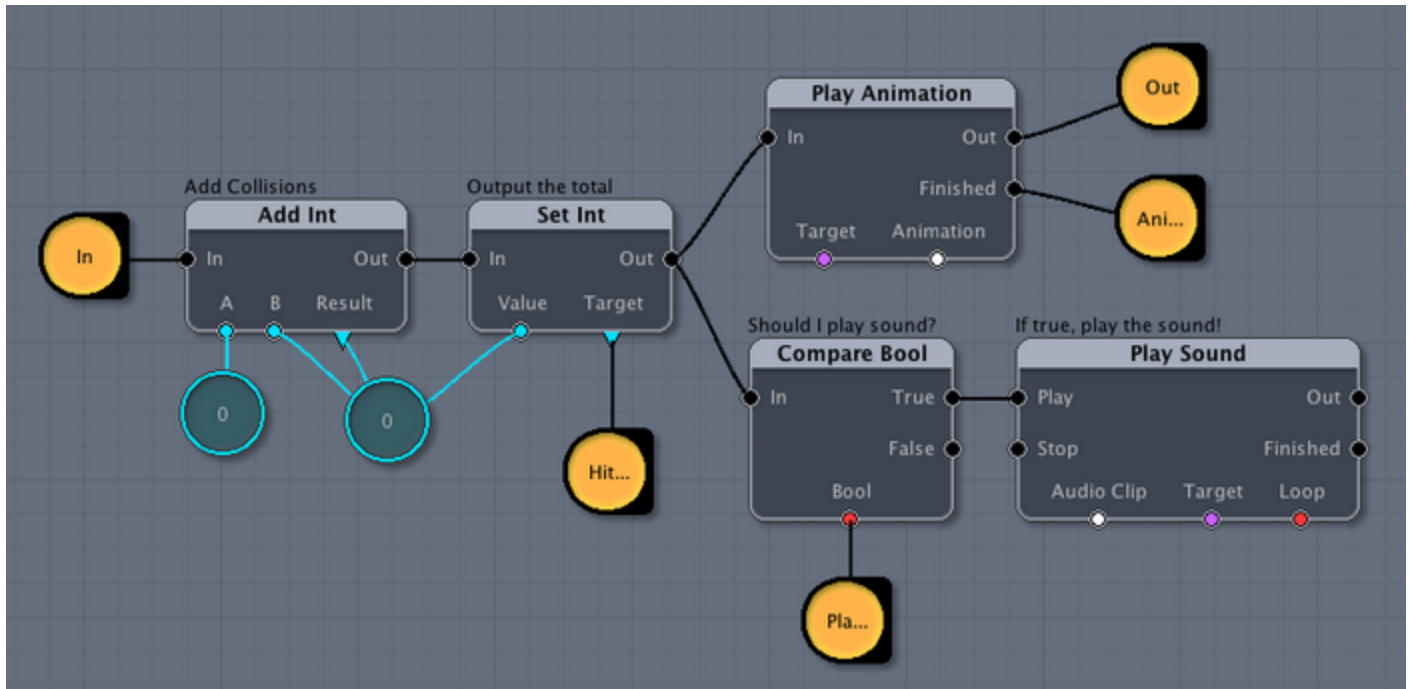 Play Animation
Out
In Out
Finished
Ani...
Target Animation
Add Collisions
Output the total
Add Int
Set Int
In
In Out
In Out
A B Result
Value Target
0
0
Hit...
Should I play sound?
If true, play the sound!
Compare Bool
Play Sound
In True
Play Out
False
Stop Finished
Bool
Audio Clip Target Loop
Pla...